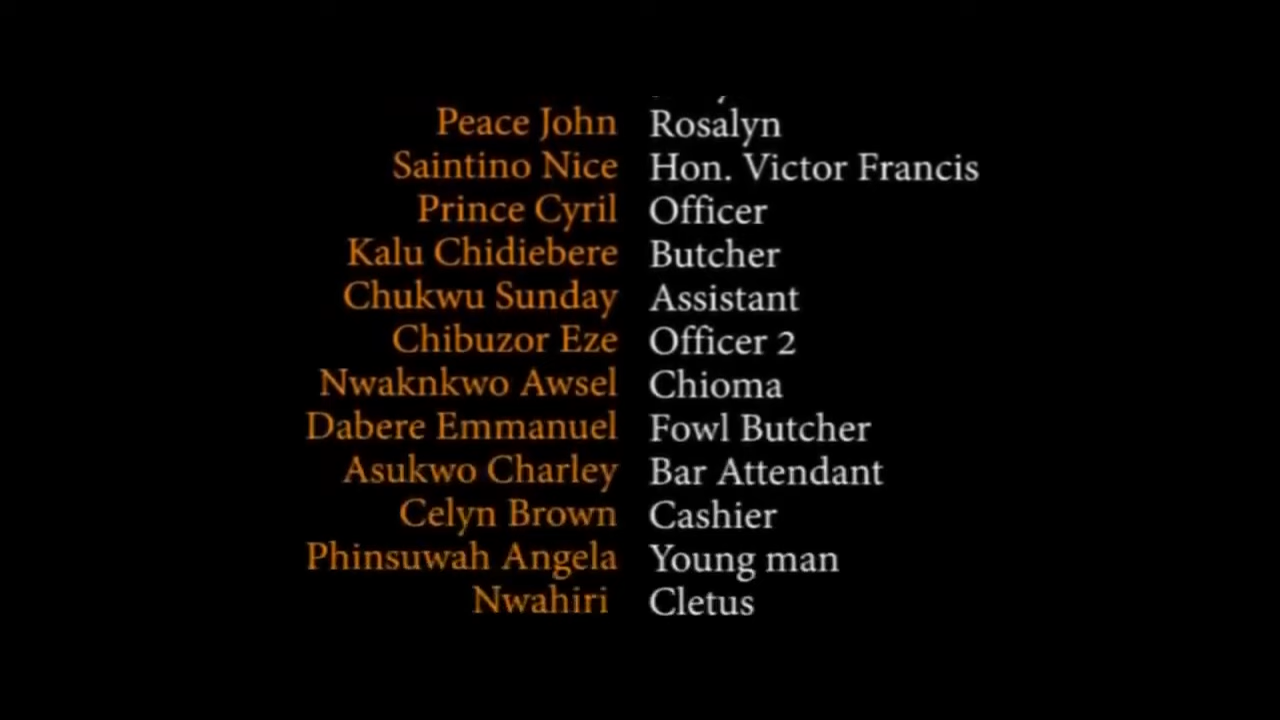 Peace John Rosalyn
Saintino Nice Hon. Victor Francis
Prince Cyril Officer
Kalu Chidiebere Butcher
Chukwu Sunday Assistant
Chibuzor Eze Officer 2
Nwaknkwo Awsel Chioma
Dabere Emmanuel Fowl Butcher
Asukwo Charley Bar Attendant
Celyn Brown Cashier
Phinsuwah Angela Young man
Nwahiri Cletus